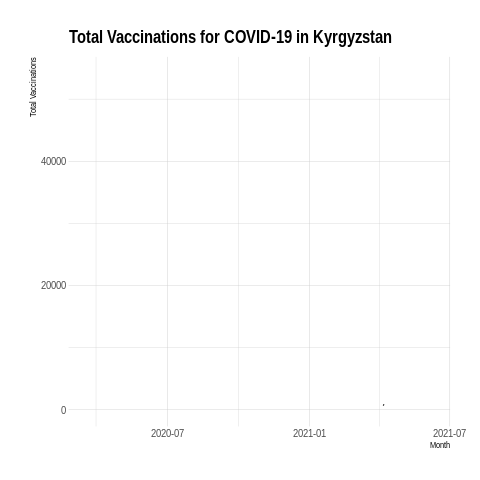 Total Vaccinations for COVID-19 in Kyrgyzstan
Total Vaccinations
40000
20000
0
2020-07 2021-01 2021-07
Month